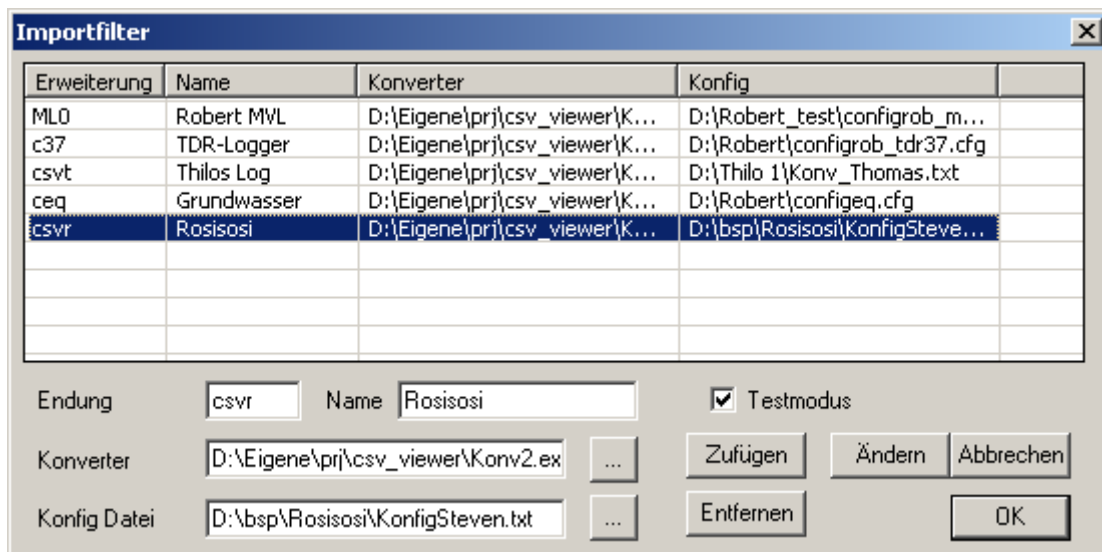 Importfilter
Erweiterung Name Konverter Konfig
ML0 Robert MVL D:\Eigene\prj\csv_viewer\K... D:\Robert_test\configrob_m...
c37 TDR-Logger D:\Eigene\prj\csv_viewer\K... D:\Robert\configrob_tdr37.cfg
csvt Thilos Log D:\Eigene\prj\csv_viewer\K... D:\Thilo 1\Konv_Thomas.txt
ceq Grundwasser D:\Eigene\prj\csv_viewer\K... D:\Robert\configeq.cfg
csvr Rosisosi D:\Eigene\prj\csv_viewer\K... D:\bsp\Rosisosi\KonfigSteve...
Endung csvr Name Rosisosi Testmodus
Konverter D:\Eigene\prj\csv_viewer\Konv2.ex ... Zufügen Ändern Abbrechen
Konfig Datei D:\bsp\Rosisosi\KonfigSteven.txt ... Entfernen OK